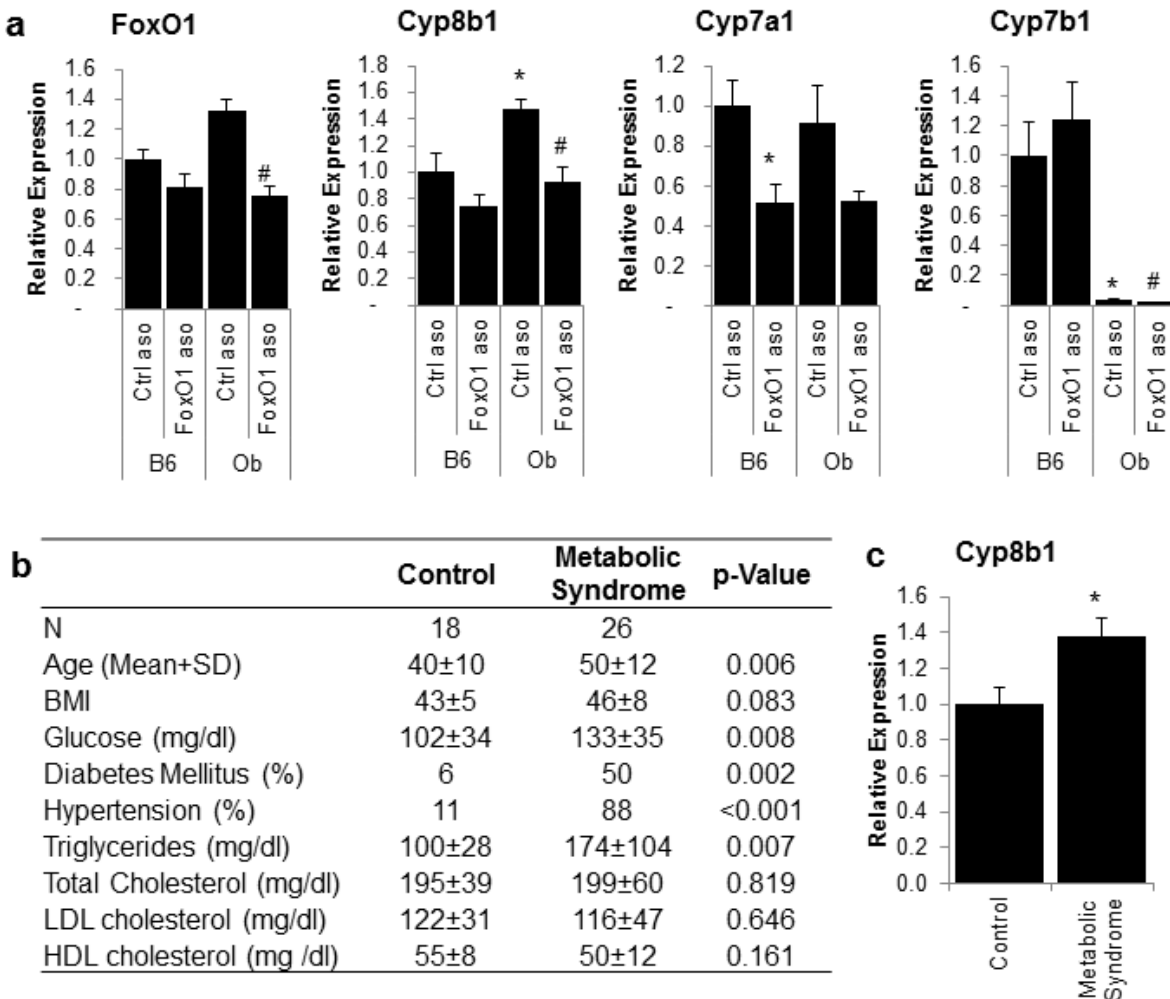 a
FoxO1
Relative Expression
1.6
1.4
1.2
1.0
0.8
0.6
0.4
0.2
-
#
Ctrl aso
FoxO1 aso
Ctrl aso
FoxO1 aso
B6 Ob
Cyp8b1
Relative Expression
1.8
1.6
1.4
1.2
1.0
0.8
0.6
0.4
0.2
-
*
#
Ctrl aso
FoxO1 aso
Ctrl aso
FoxO1 aso
B6 Ob
Cyp7a1
Relative Expression
1.2
1.0
0.8
0.6
0.4
0.2
-
*
Ctrl aso
FoxO1 aso
Ctrl aso
FoxO1 aso
B6 Ob
Cyp7b1
Relative Expression
1.6
1.4
1.2
1.0
0.8
0.6
0.4
0.2
-
* #
Ctrl aso
FoxO1 aso
Ctrl aso
FoxO1 aso
B6 Ob
b
Control Metabolic Syndrome p-Value
N 18 26
Age (Mean+SD) 40±10 50±12 0.006
BMI 43±5 46±8 0.083
Glucose (mg/dl) 102±34 133±35 0.008
Diabetes Mellitus (%) 6 50 0.002
Hypertension (%) 11 88 <0.001
Triglycerides (mg/dl) 100±28 174±104 0.007
Total Cholesterol (mg/dl) 195±39 199±60 0.819
LDL cholesterol (mg/dl) 122±31 116±47 0.646
HDL cholesterol (mg /dl) 55±8 50±12 0.161
c
Cyp8b1
Relative Expression
1.6
1.4
1.2
1.0
0.8
0.6
0.4
0.2
0.0
*
Control
Metabolic
Syndrome